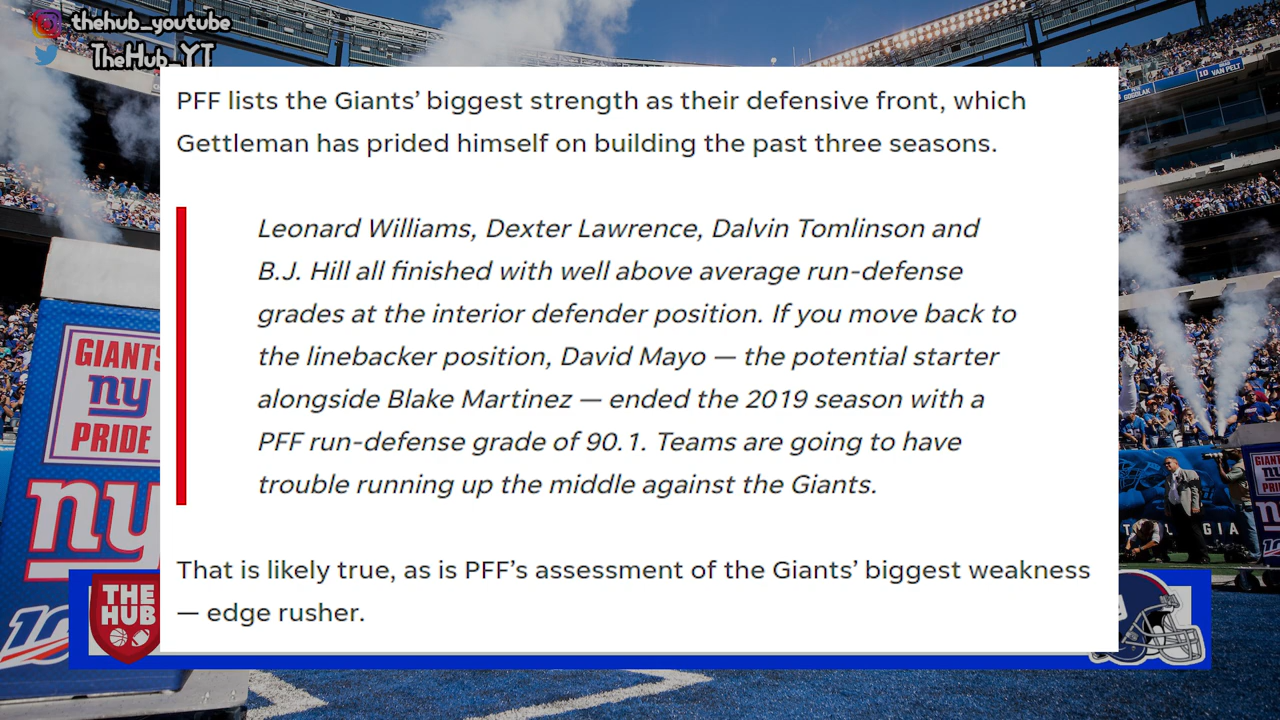 thehub_youtube
TheHub_YT
PFF lists the Giants’ biggest strength as their defensive front, which
Gettleman has prided himself on building the past three seasons.
Leonard Williams, Dexter Lawrence, Dalvin Tomlinson and
B.J. Hill all finished with well above average run-defense
grades at the interior defender position. If you move back to
the linebacker position, David Mayo — the potential starter
alongside Blake Martinez — ended the 2019 season with a
PFF run-defense grade of 90.1. Teams are going to have
trouble running up the middle against the Giants.
That is likely true, as is PFF’s assessment of the Giants’ biggest weakness
— edge rusher.
10 VAN PELT
GOGOLAK
GIANTS
ny
PRIDE
ny
THE
HUB
GIA